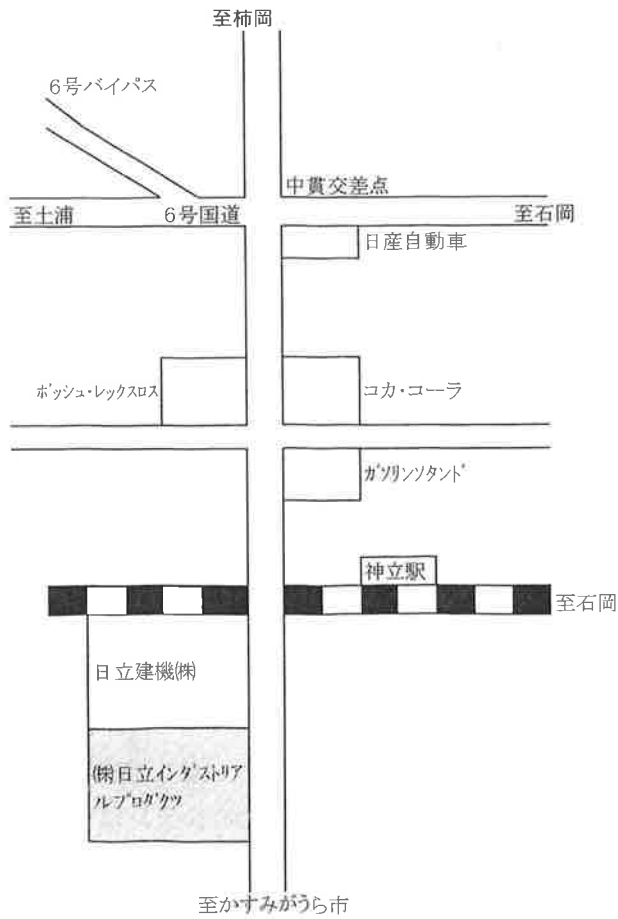 至柿岡
6号バイパス
中貫交差点
至土浦
6号国道
至石岡
日産自動車
ボッシュ・レックスロス
コカ・コーラ
ガソリンソタンド
神立駅
至石岡
日立建機㈱
㈱日立インダストリア
ルプロダクツ
至かすみがうら市